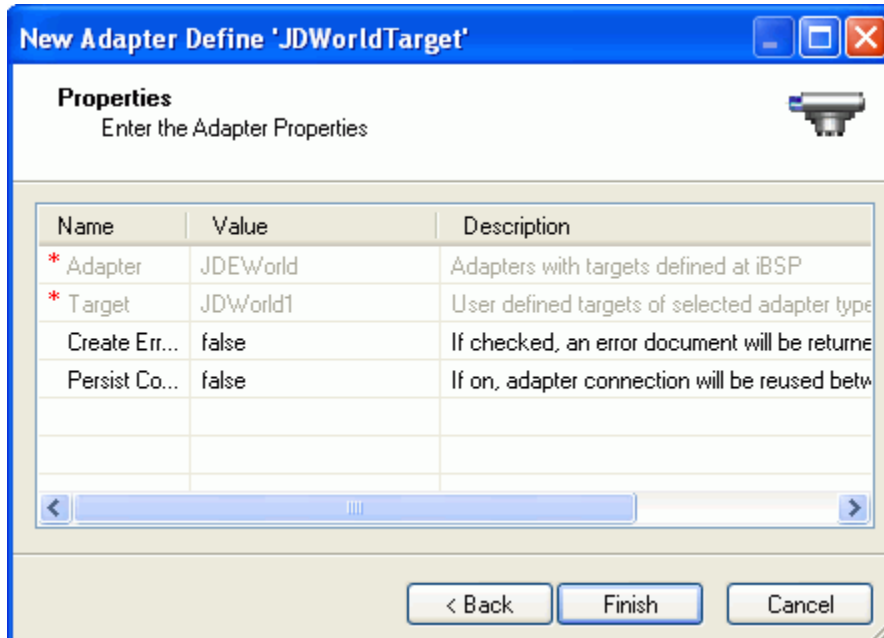 New Adapter Define 'JDWorldTarget'
Properties
Enter the Adapter Properties
Name Value Description
* Adapter JDEWorld Adapters with targets defined at iBSP
* Target JDWorld1 User defined targets of selected adapter type
Create Err... false If checked, an error document will be returne
Persist Co... false If on, adapter connection will be reused betw
< Back Finish Cancel